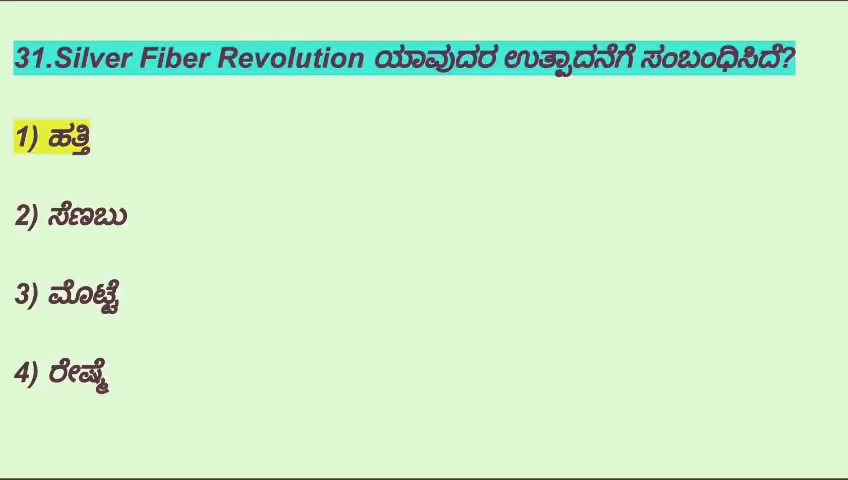 31.Silver Fiber Revolution ಯಾವುದರ ಉತ್ಪಾದನೆಗೆ ಸಂಬಂಧಿಸಿದೆ?
1) ಹತ್ತಿ
2) ಸೆಣಬು
3) ಮೊಟ್ಟೆ
4) ರೇಷ್ಮೆ